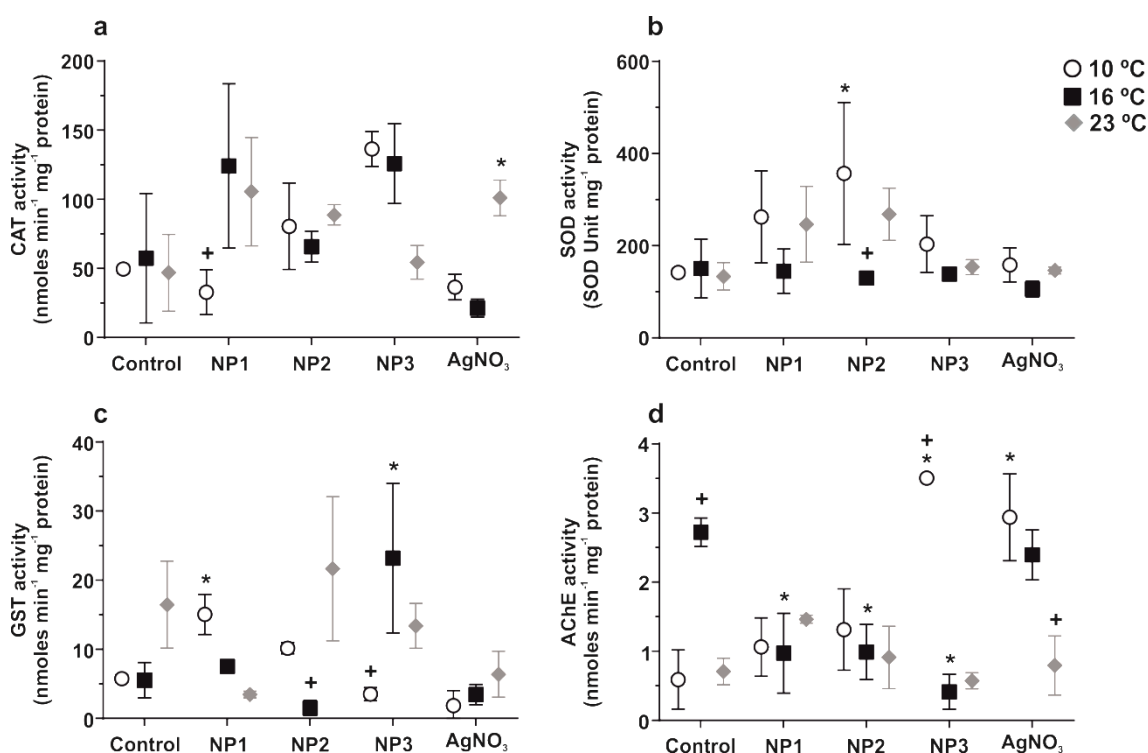 a
200
150
100
50
0
CAT activity
(nmoles min⁻¹ mg⁻¹ protein)
+
*
Control NP1 NP2 NP3 AgNO₃
b
600
400
200
0
SOD activity
(SOD Unit mg⁻¹ protein)
*
+
Control NP1 NP2 NP3 AgNO₃
10 ºC
16 ºC
23 ºC
c
40
30
20
10
0
GST activity
(nmoles min⁻¹ mg⁻¹ protein)
*
*
+
+
Control NP1 NP2 NP3 AgNO₃
d
4
3
2
1
0
AChE activity
(nmoles min⁻¹ mg⁻¹ protein)
+
*
*
+
*
*
*
+
Control NP1 NP2 NP3 AgNO₃